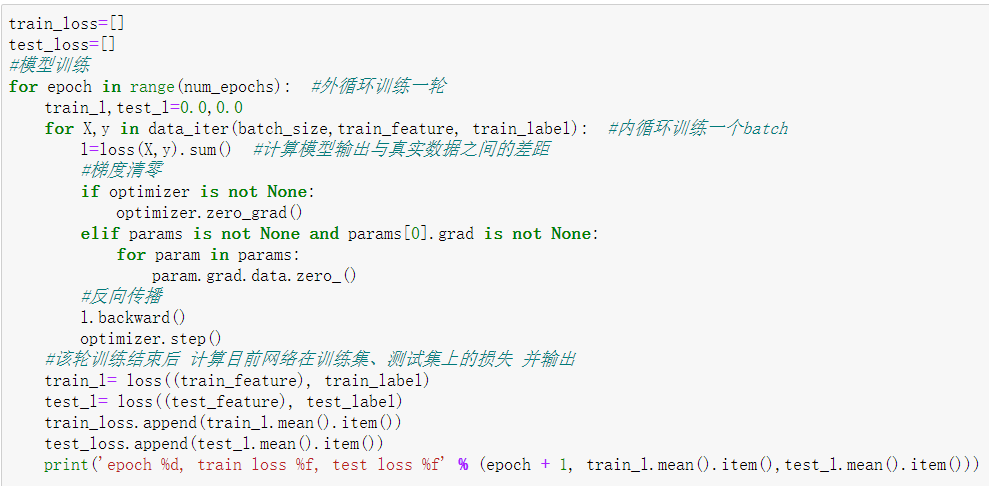 train_loss=[]
test_loss=[]
#模型训练
for epoch in range(num_epochs):  #外循环训练一轮
    train_l,test_l=0.0,0.0
    for X,y in data_iter(batch_size,train_feature, train_label):  #内循环训练一个batch
        l=loss(X,y).sum()  #计算模型输出与真实数据之间的差距
        #梯度清零
        if optimizer is not None:
            optimizer.zero_grad()
        elif params is not None and params[0].grad is not None:
            for param in params:
                param.grad.data.zero_()
        #反向传播
        l.backward()
        optimizer.step()
    #该轮训练结束后 计算目前网络在训练集、测试集上的损失 并输出
    train_l= loss((train_feature), train_label)
    test_l= loss((test_feature), test_label)
    train_loss.append(train_l.mean().item())
    test_loss.append(test_l.mean().item())
    print('epoch %d, train loss %f, test loss %f' % (epoch + 1, train_l.mean().item(),test_l.mean().item()))